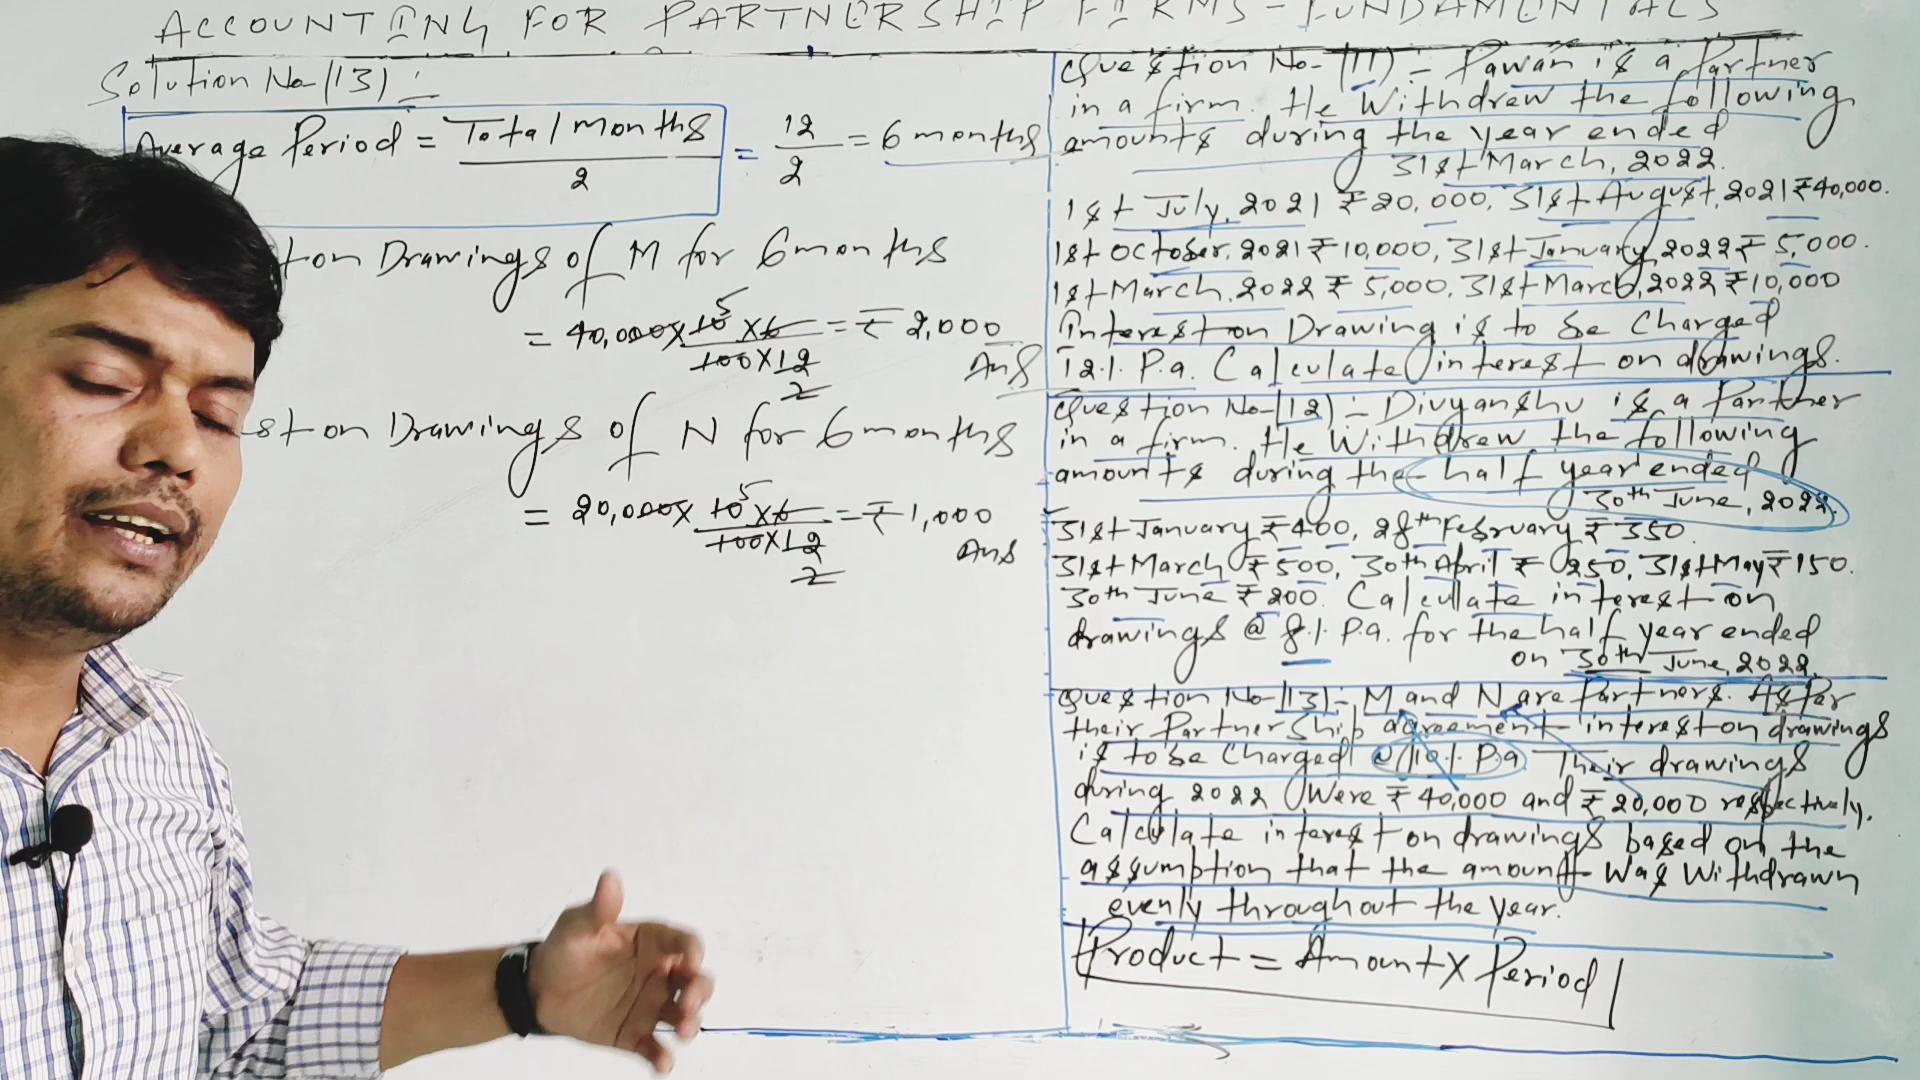 ACCOUNTING FOR PARTNERSHIP FIRMS - FUNDAMENTALS
Solution No-(13) :-
Average Period = Total months / 2 = 12 / 2 = 6 months
on Drawings of M for 6 months
= 40,000 × 10 5 × 6 / 100 × 12 2 = ₹ 2,000
Ans
st on Drawings of N for 6 months
= 20,000 × 10 5 × 6 / 100 × 12 2 = ₹ 1,000
Ans
Question No-(11) :- Pawan is a Partner
in a firm. He Withdrew the following
amounts during the year ended
31st March, 2022.
1st July, 2021 ₹ 20,000, 31st August, 2021 ₹40,000.
1st October, 2021 ₹ 10,000, 31st January, 2022 ₹ 5,000.
1st March, 2022 ₹ 5,000, 31st March, 2022 ₹10,000
interest on Drawing is to be Charged
12%. P.a. Calculate interest on drawings.
Question No-(12) :- Divyanshu is a Partner
in a firm. He Withdrew the following
amounts during the half year ended
30th June, 2022.
31st January ₹ 400, 28th February ₹ 350.
31st March ₹ 500, 30th April ₹ 250, 31st May ₹ 150.
30th June ₹ 200. Calculate interest on
drawings @ 8% P.a. for the half year ended
on 30th June, 2022.
Question No-(13) :- M and N are Partners. As Per
their Partnership agreement interest on drawings
is to be Charged @ 10% P.a Their drawings
during 2022 Were ₹ 40,000 and ₹ 20,000 respectively.
Calculate interest on drawings based on the
assumption that the amount Was Withdrawn
evenly throughout the year.
Product = Amount × Period